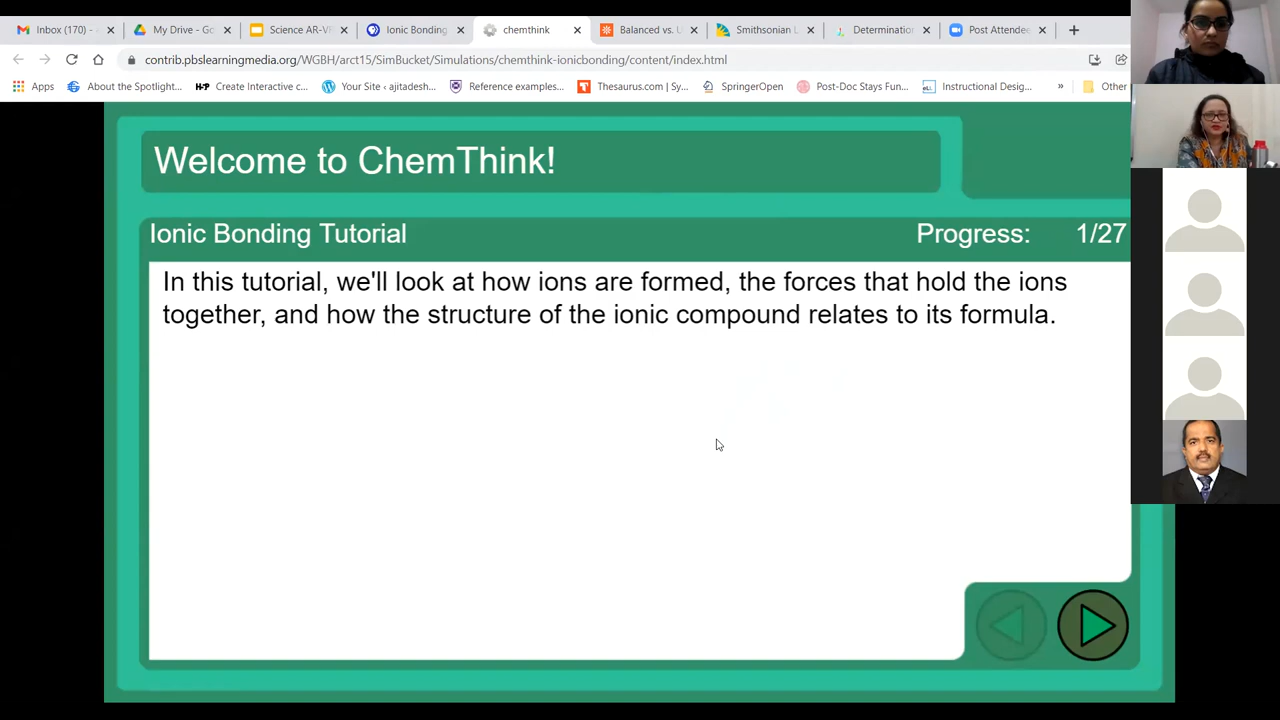 Inbox (170) -
My Drive - Go
Science AR-VR
Ionic Bonding
chemthink
Balanced vs. U
Smithsonian L
Determination
Post Attendee
contrib.pbslearningmedia.org/WGBH/arct15/SimBucket/Simulations/chemthink-ionicbonding/content/index.html
Apps
About the Spotlight...
Create Interactive c...
Your Site ‹ ajitadesh...
Reference examples...
Thesaurus.com | Sy...
SpringerOpen
Post-Doc Stays Fun...
Instructional Desig...
»
Other
Welcome to ChemThink!
Ionic Bonding Tutorial
Progress: 1/27
In this tutorial, we'll look at how ions are formed, the forces that hold the ions
together, and how the structure of the ionic compound relates to its formula.